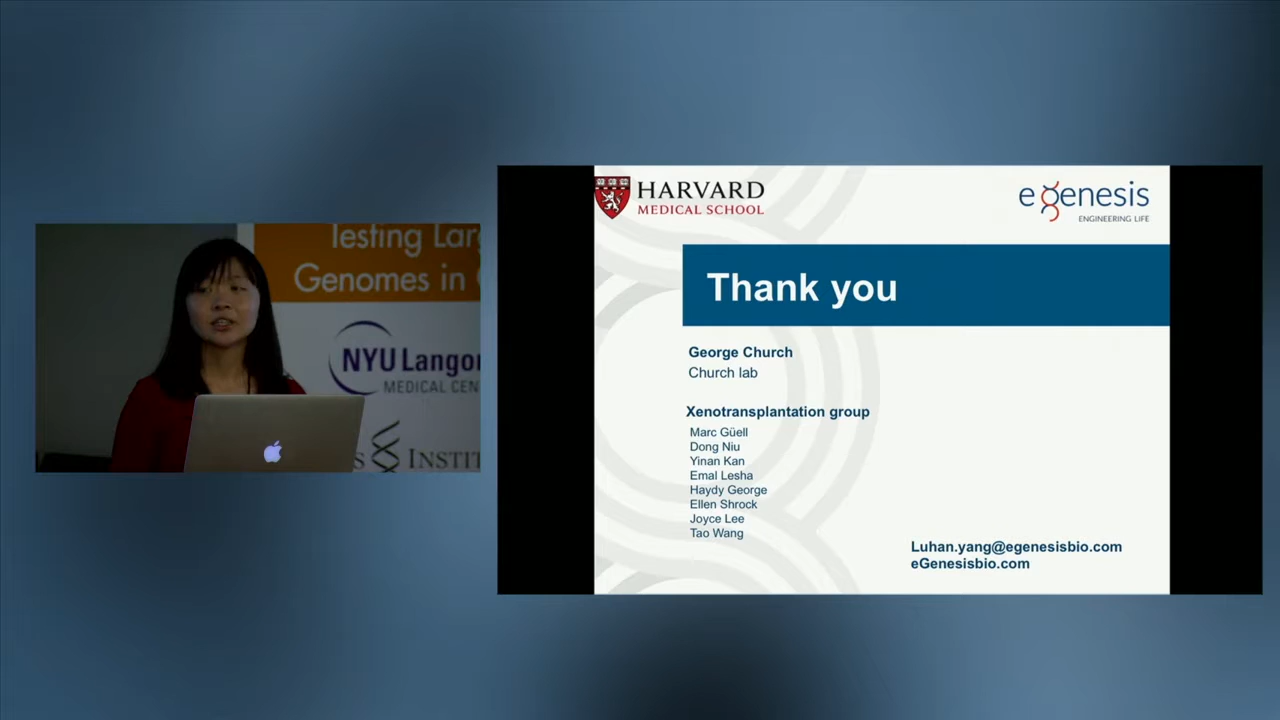 Testing Lar
Genomes in
NYU Lango
MEDICAL CEN
S INSTI
HARVARD
MEDICAL SCHOOL
egenesis
ENGINEERING LIFE
Thank you
George Church
Church lab
Xenotransplantation group
Marc Güell
Dong Niu
Yinan Kan
Emal Lesha
Haydy George
Ellen Shrock
Joyce Lee
Tao Wang
Luhan.yang@egenesisbio.com
eGenesisbio.com